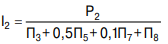 I₂ = P₂ / (П₃ + 0,5П₅ + 0,1П₇ + П₈)